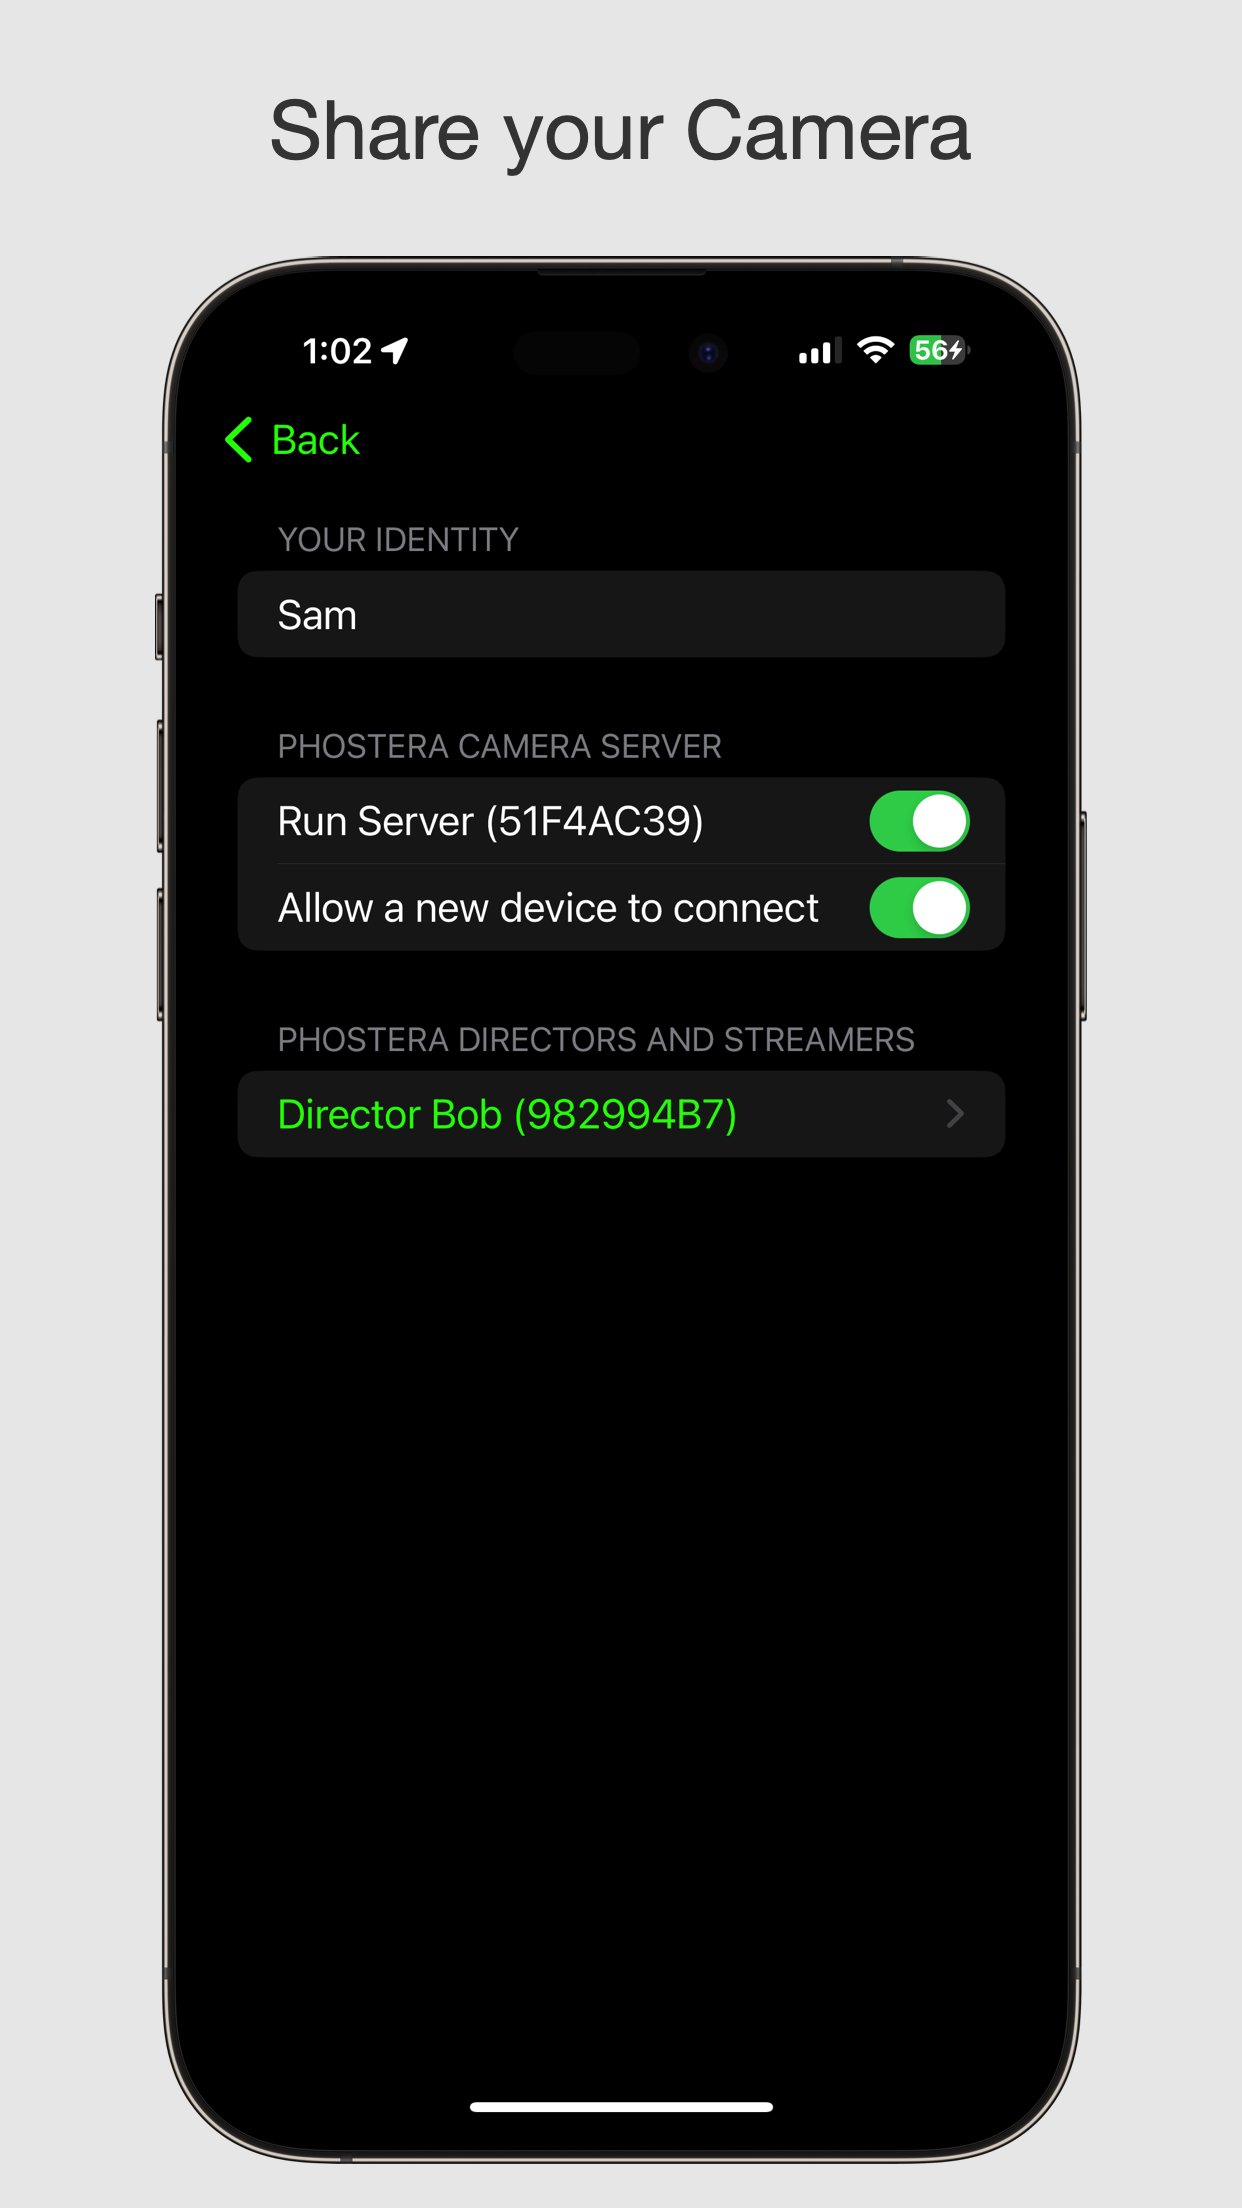 Share your Camera
1:02
56
Back
YOUR IDENTITY
Sam
PHOSTERA CAMERA SERVER
Run Server (51F4AC39)
Allow a new device to connect
PHOSTERA DIRECTORS AND STREAMERS
Director Bob (982994B7)